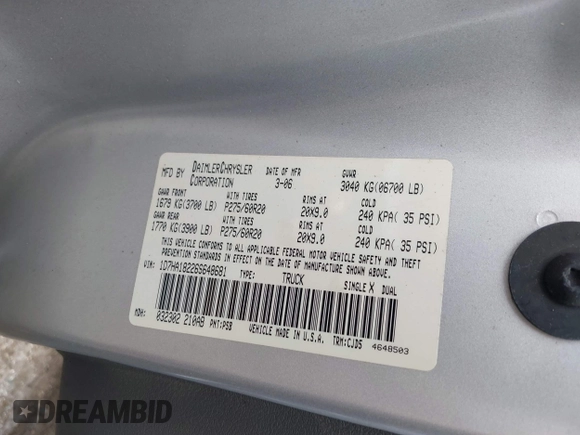 MFD BY DAIMLERCHRYSLER CORPORATION DATE OF MFR 3-06 GVWR 3040 KG(06700 LB)
GAWR FRONT WITH TIRES RIMS AT COLD
1679 KG(3700 LB) P275/60R20 20X9.0 240 KPA( 35 PSI)
GAWR REAR WITH TIRES RIMS AT COLD
1770 KG(3900 LB) P275/60R20 20X9.0 240 KPA( 35 PSI)
THIS VEHICLE CONFORMS TO ALL APPLICABLE FEDERAL MOTOR VEHICLE SAFETY AND THEFT
PREVENTION STANDARDS IN EFFECT ON THE DATE OF MANUFACTURE SHOWN ABOVE.
VIN: 1D7HA18226S648681 TYPE: TRUCK SINGLE X DUAL
MDH: 032302 210AB PNT:PSB VEHICLE MADE IN U.S.A. TRM:CJD5 4648503
DREAMBID